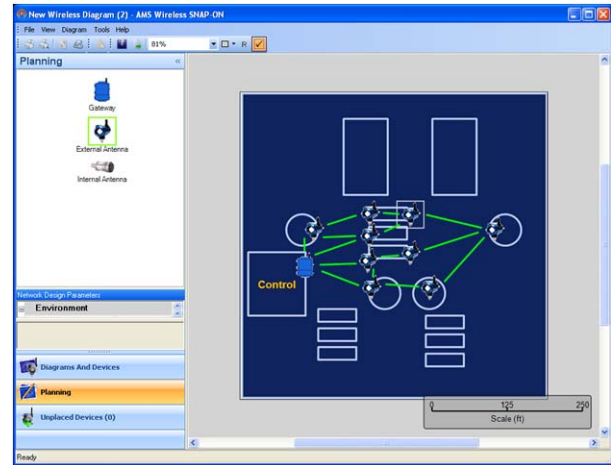 New Wireless Diagram (2) - AMS Wireless SNAP-ON
File View Diagram Tools Help
81%
R
Planning
Gateway
External Antenna
Internal Antenna
Network Design Parameters
Environment
Diagrams And Devices
Planning
Unplaced Devices (0)
Control
0 125 250
Scale (ft)
Ready